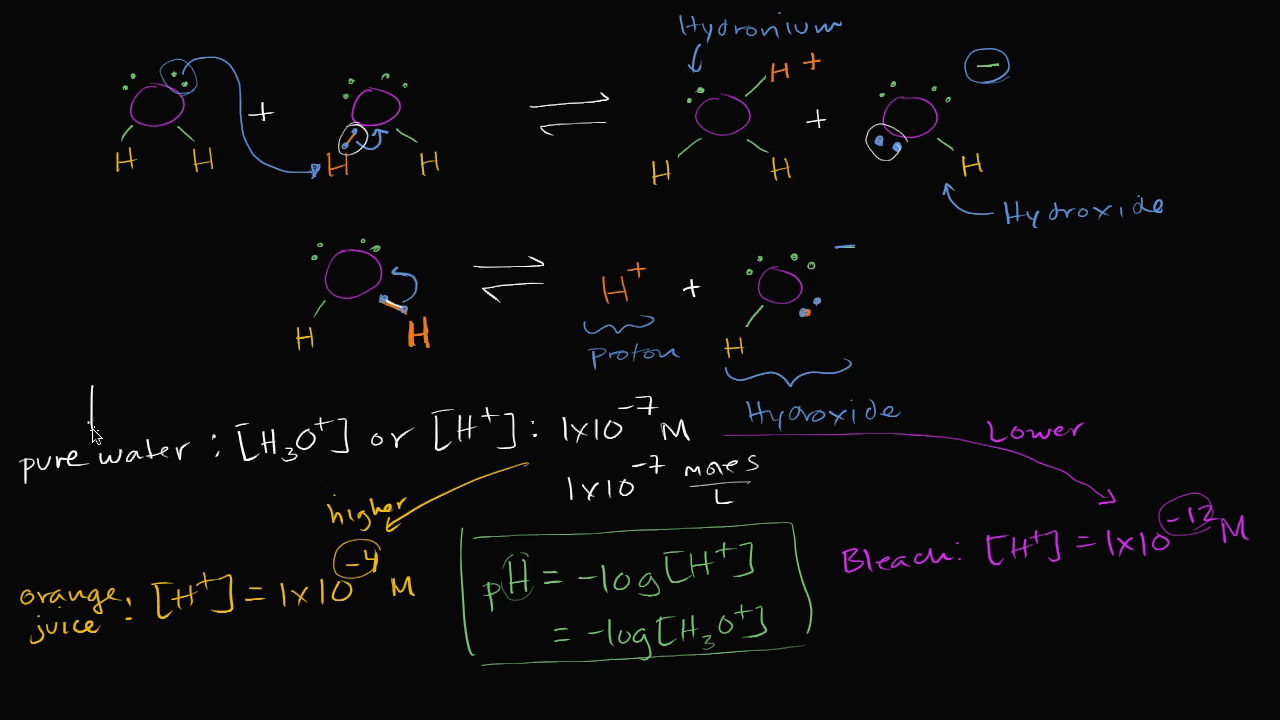 Hydronium
H +
+
+
−
H H
H H
H H
H
Hydroxide
H
H
H⁺ + −
H
Proton
Hydroxide
pure water : [H₃O⁺] or [H⁺] : 1x10⁻⁷ M
1x10⁻⁷ moles
L
Lower
higher
orange juice : [H⁺] = 1x10⁻⁴ M
pH = -log[H⁺]
= -log[H₃O⁺]
Bleach: [H⁺] = 1x10⁻¹² M